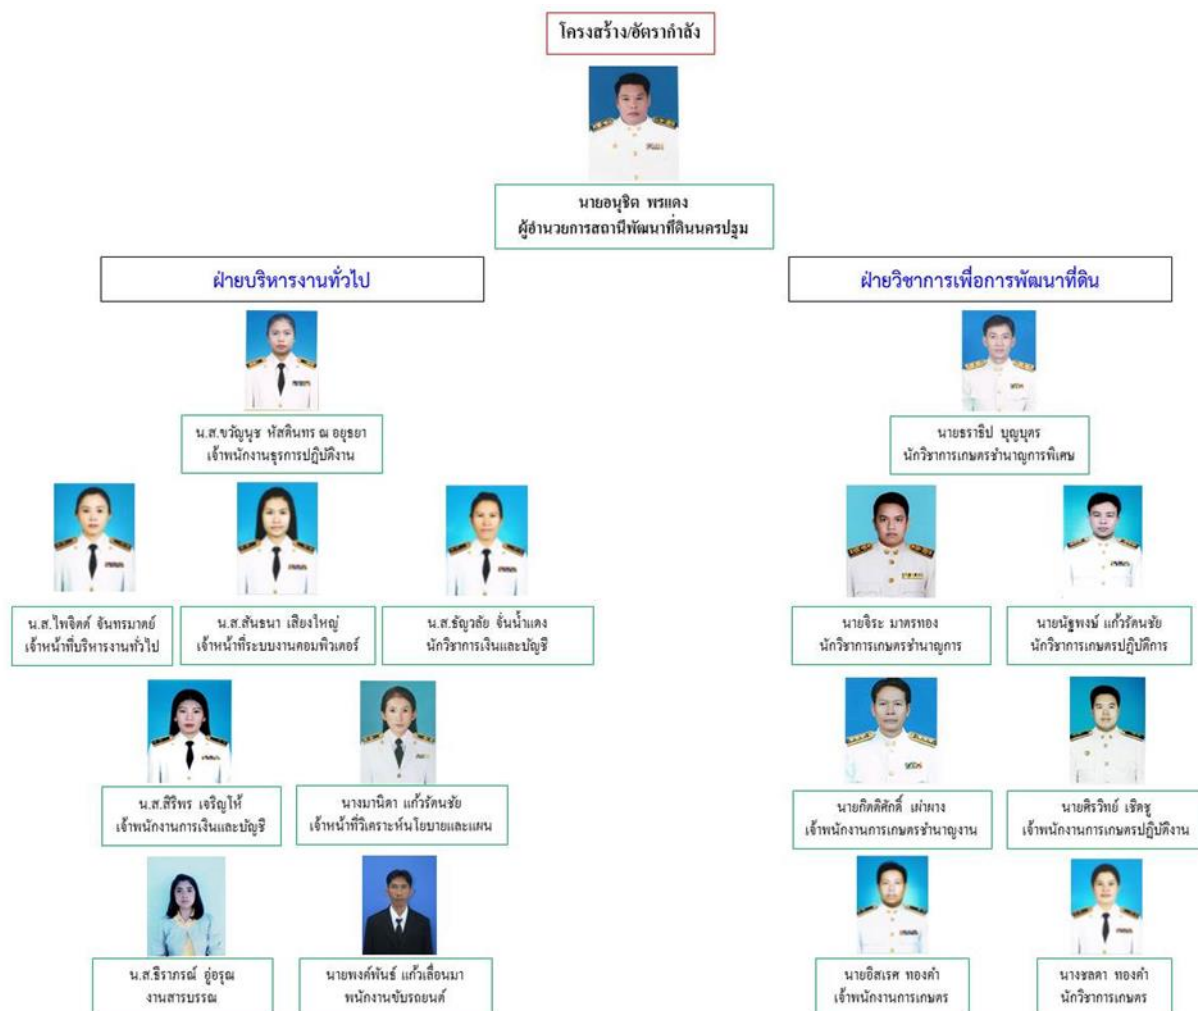 โครงสร้าง/อัตรากำลัง
นายอนุชิต พรแดง
ผู้อำนวยการสถานีพัฒนาที่ดินนครปฐม
ฝ่ายบริหารงานทั่วไป
น.ส.ขวัญนุช หัสดินทร ณ อยุธยา
เจ้าพนักงานธุรการปฏิบัติงาน
น.ส.ไพจิตต์ จันทรมาตย์
เจ้าหน้าที่บริหารงานทั่วไป
น.ส.สันธนา เสียงใหญ่
เจ้าหน้าที่ระบบงานคอมพิวเตอร์
น.ส.ธัญวลัย จั่นน้ำแดง
นักวิชาการเงินและบัญชี
น.ส.สิริพร เจริญให้
เจ้าพนักงานการเงินและบัญชี
นางมานิดา แก้วรัตนชัย
เจ้าหน้าที่วิเคราะห์นโยบายและแผน
น.ส.ธิราภรณ์ อู่อรุณ
งานสารบรรณ
นายพงค์พันธ์ แก้วเลื่อนมา
พนักงานขับรถยนต์
ฝ่ายวิชาการเพื่อการพัฒนาที่ดิน
นายธราธิป บุญบุตร
นักวิชาการเกษตรชำนาญการพิเศษ
นายจิระ มาตรทอง
นักวิชาการเกษตรชำนาญการ
นายนัฐพงษ์ แก้วรัตนชัย
นักวิชาการเกษตรปฏิบัติการ
นายกิตติศักดิ์ เผ่าผาง
เจ้าพนักงานการเกษตรชำนาญงาน
นายศิรวิทย์ เชิดชู
เจ้าพนักงานการเกษตรปฏิบัติงาน
นายอิสเรศ ทองคำ
เจ้าพนักงานการเกษตร
นางชลดา ทองคำ
นักวิชาการเกษตร